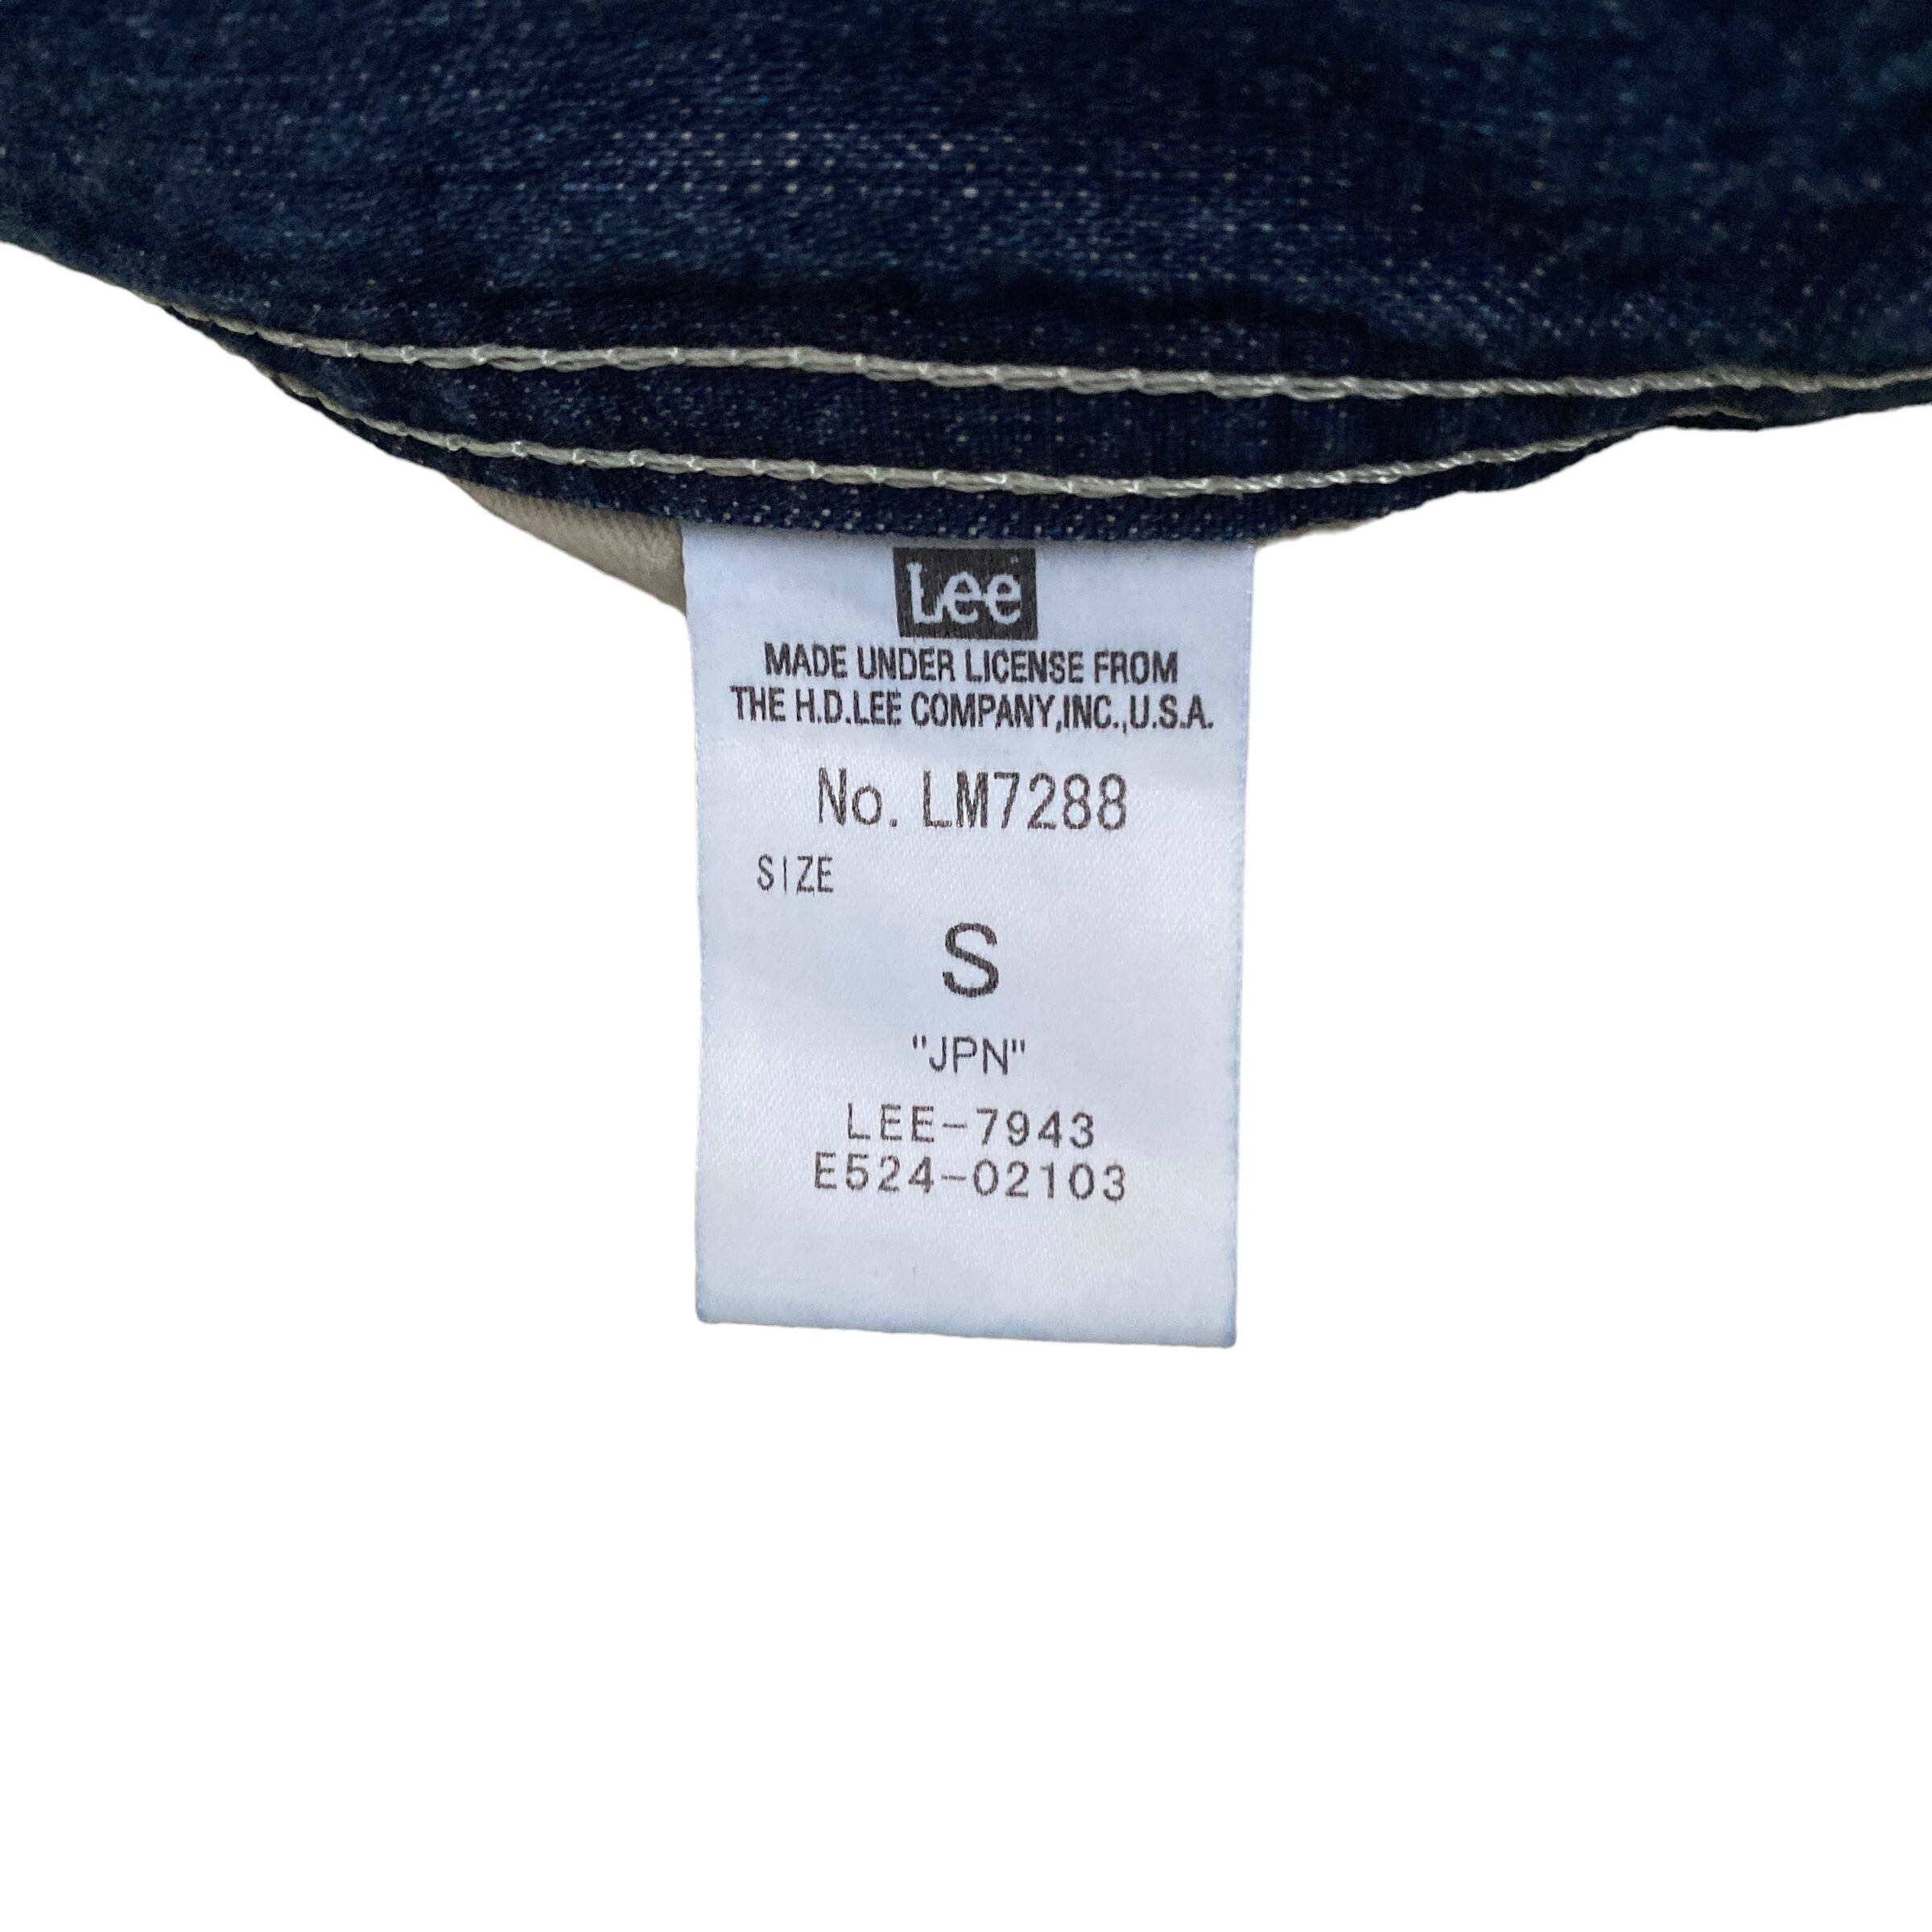 Lee
MADE UNDER LICENSE FROM
THE H.D.LEE COMPANY,INC.,U.S.A.
No. LM7288
SIZE
S
"JPN"
LEE-7943
E524-02103